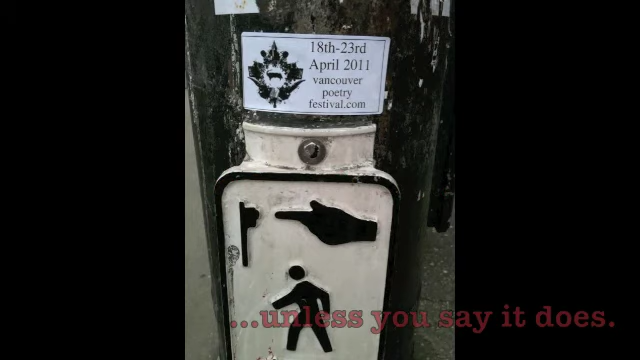 18th-23rd
April 2011
vancouver
poetry
festival.com
...unless you say it does.